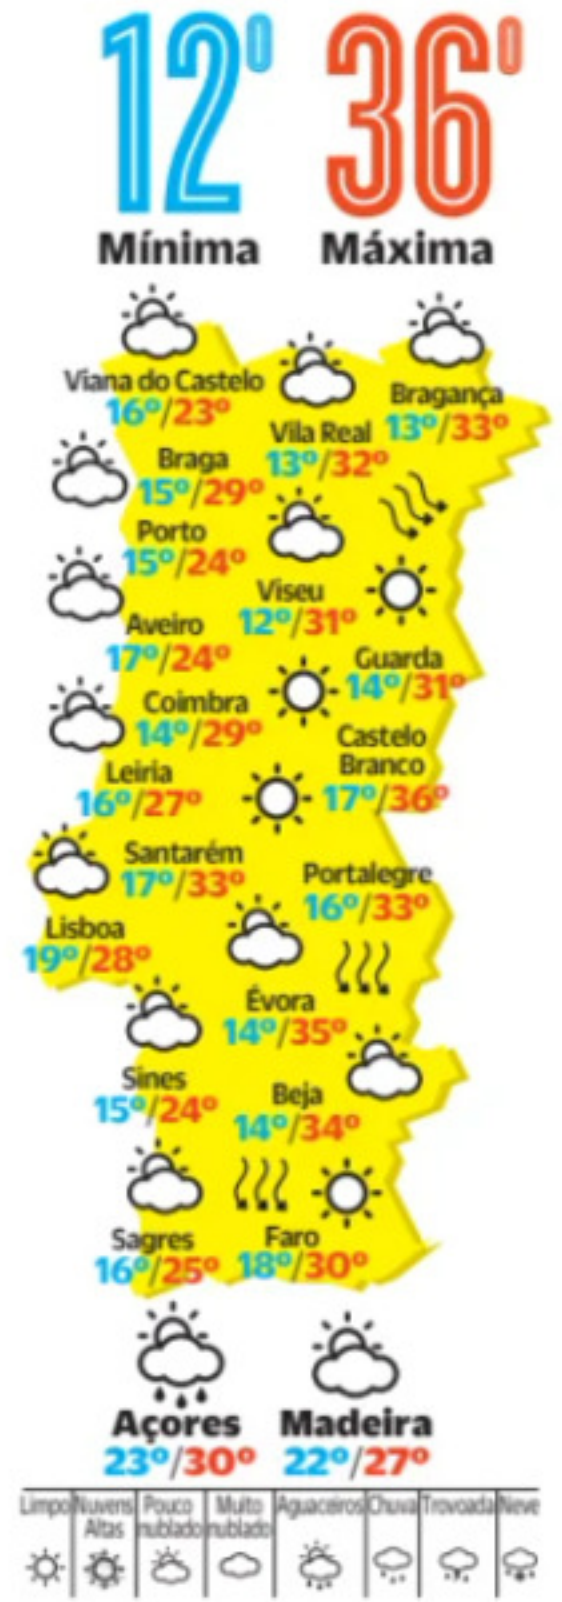 12º 36º
Mínima Máxima
Viana do Castelo
16º/23º
Bragança
13º/33º
Vila Real
13º/32º
Braga
15º/29º
Porto
15º/24º
Viseu
12º/31º
Aveiro
17º/24º
Guarda
14º/31º
Coimbra
14º/29º
Castelo
Branco
17º/36º
Leiria
16º/27º
Santarém
17º/33º
Portalegre
16º/33º
Lisboa
19º/28º
Évora
14º/35º
Sines
15º/24º
Beja
14º/34º
Sagres
16º/25º
Faro
18º/30º
Açores Madeira
23º/30º 22º/27º
Limpo Nuvens Altas Pouco nublado Muito nublado Aguaceiros Chuva Trovoada Neve